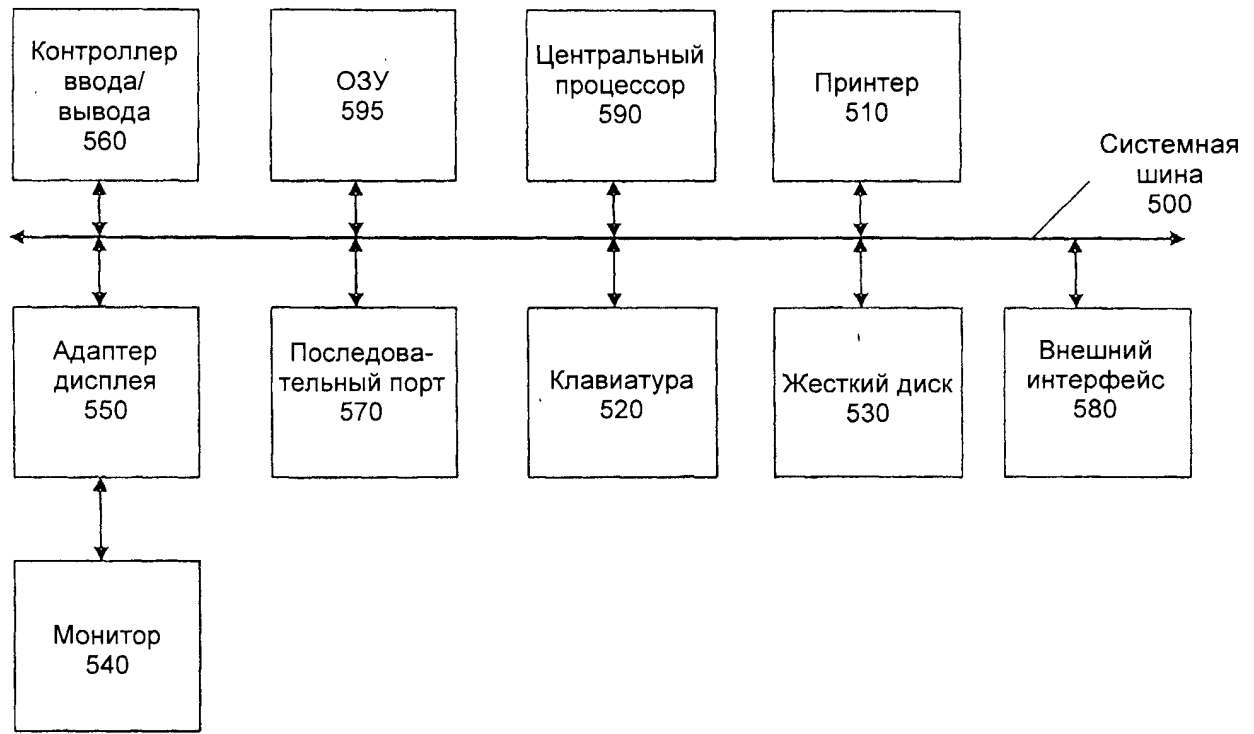 Контроллер
ввода/
вывода
560
ОЗУ
595
Центральный
процессор
590
Принтер
510
Системная
шина
500
Адаптер
дисплея
550
Последова-
тельный порт
570
Клавиатура
520
Жесткий диск
530
Внешний
интерфейс
580
Монитор
540